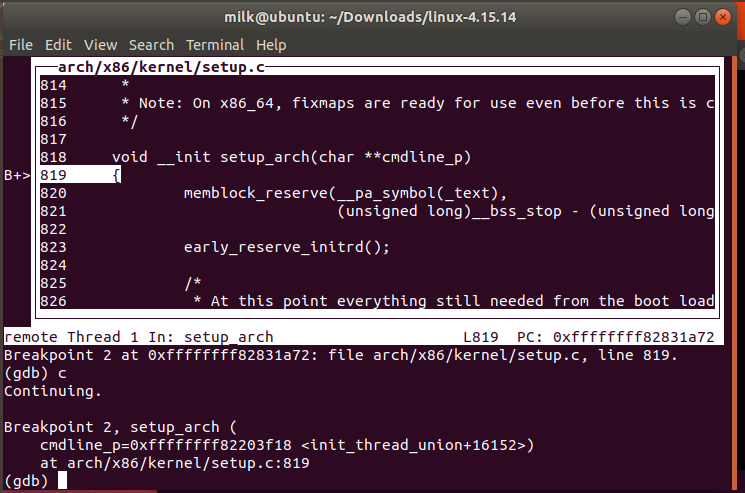 milk@ubuntu: ~/Downloads/linux-4.15.14
File Edit View Search Terminal Help
arch/x86/kernel/setup.c
814 *
815 * Note: On x86_64, fixmaps are ready for use even before this is c
816 */
817
818 void __init setup_arch(char **cmdline_p)
B+> 819 {
820 memblock_reserve(__pa_symbol(_text),
821 (unsigned long)__bss_stop - (unsigned long
822
823 early_reserve_initrd();
824
825 /*
826 * At this point everything still needed from the boot load
remote Thread 1 In: setup_arch L819 PC: 0xffffffff82831a72
Breakpoint 2 at 0xffffffff82831a72: file arch/x86/kernel/setup.c, line 819.
(gdb) c
Continuing.
Breakpoint 2, setup_arch (
cmdline_p=0xffffffff82203f18 <init_thread_union+16152>)
at arch/x86/kernel/setup.c:819
(gdb)